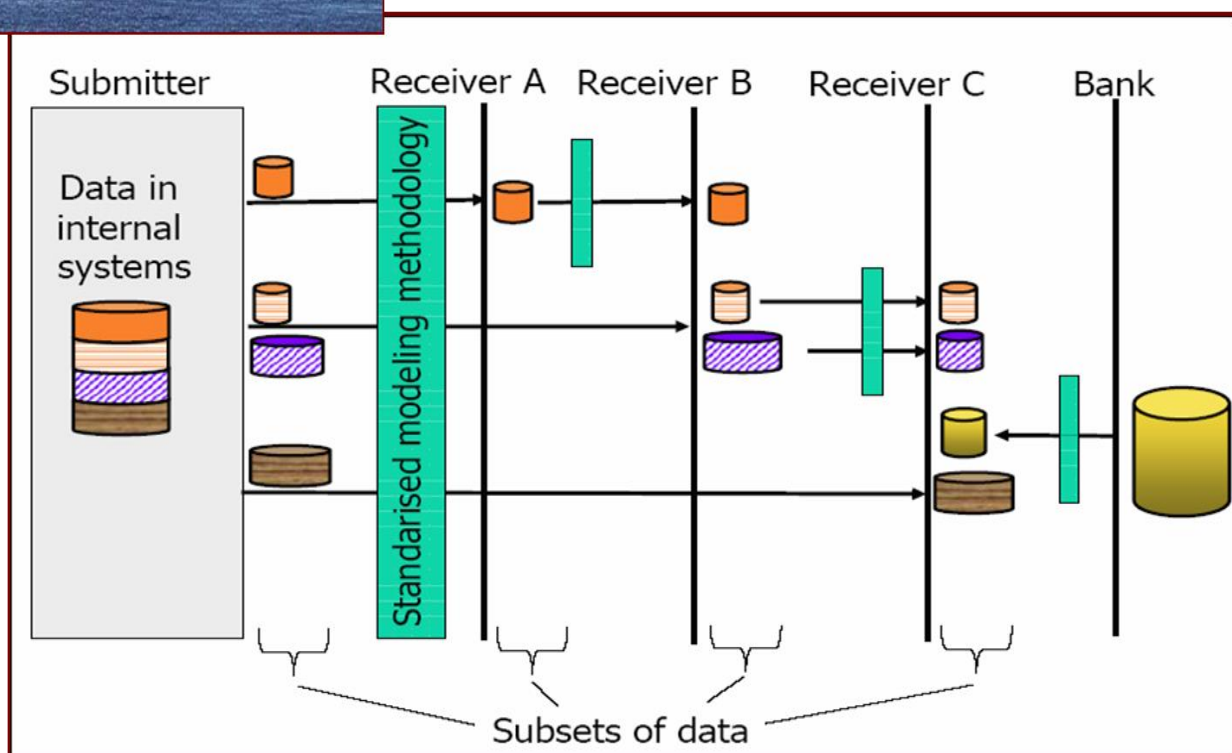 Submitter
Receiver A
Receiver B
Receiver C
Bank
Data in
internal
systems
Standarised modeling methodology
Subsets of data